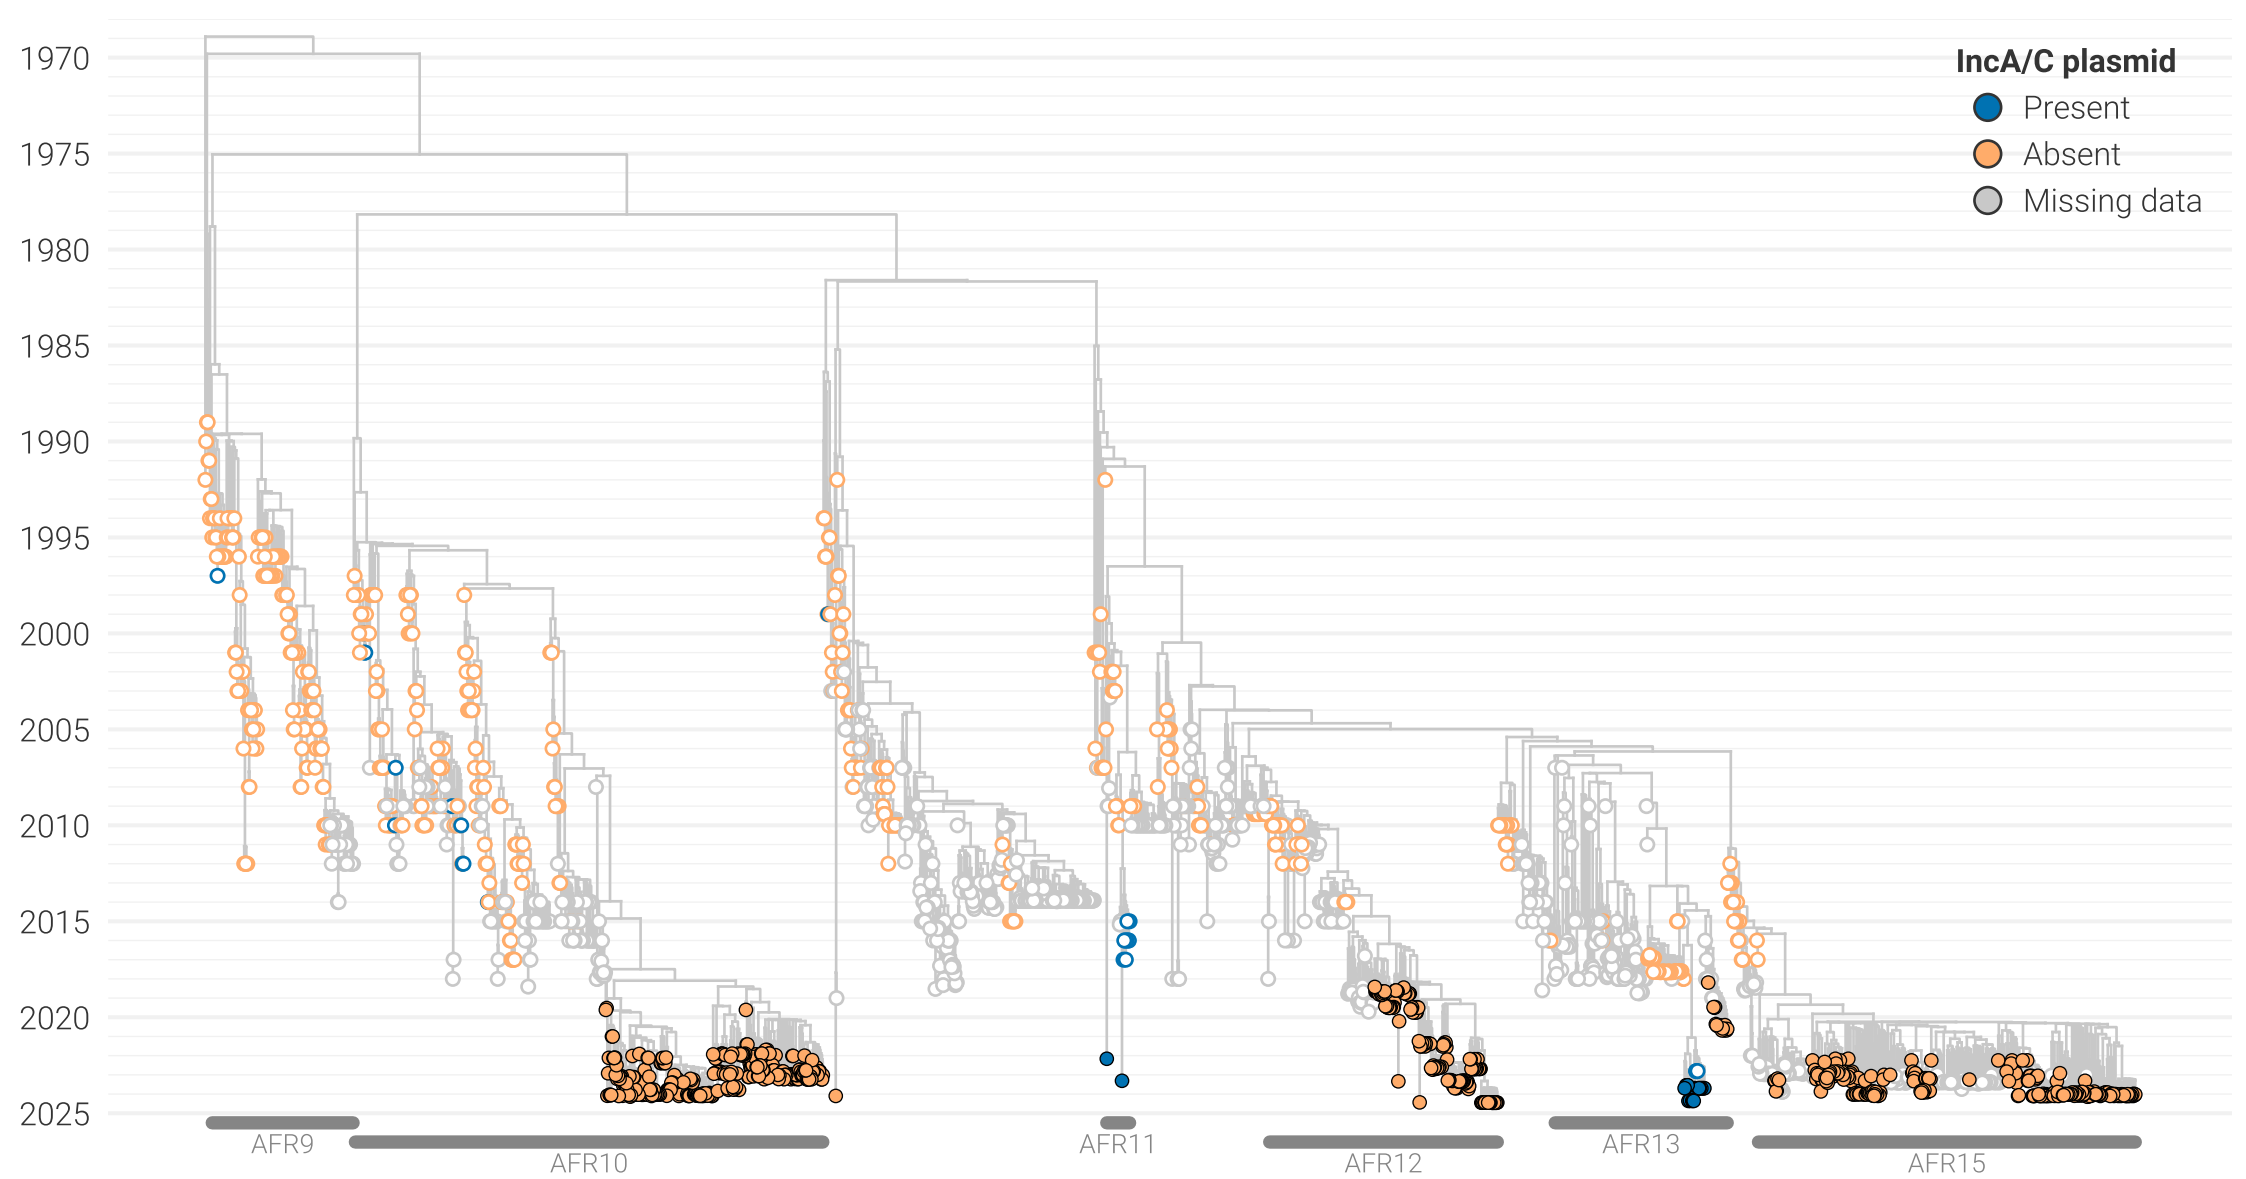 1970
1975
1980
1985
1990
1995
2000
2005
2010
2015
2020
2025
IncA/C plasmid
Present
Absent
Missing data
AFR9
AFR10
AFR11
AFR12
AFR13
AFR15